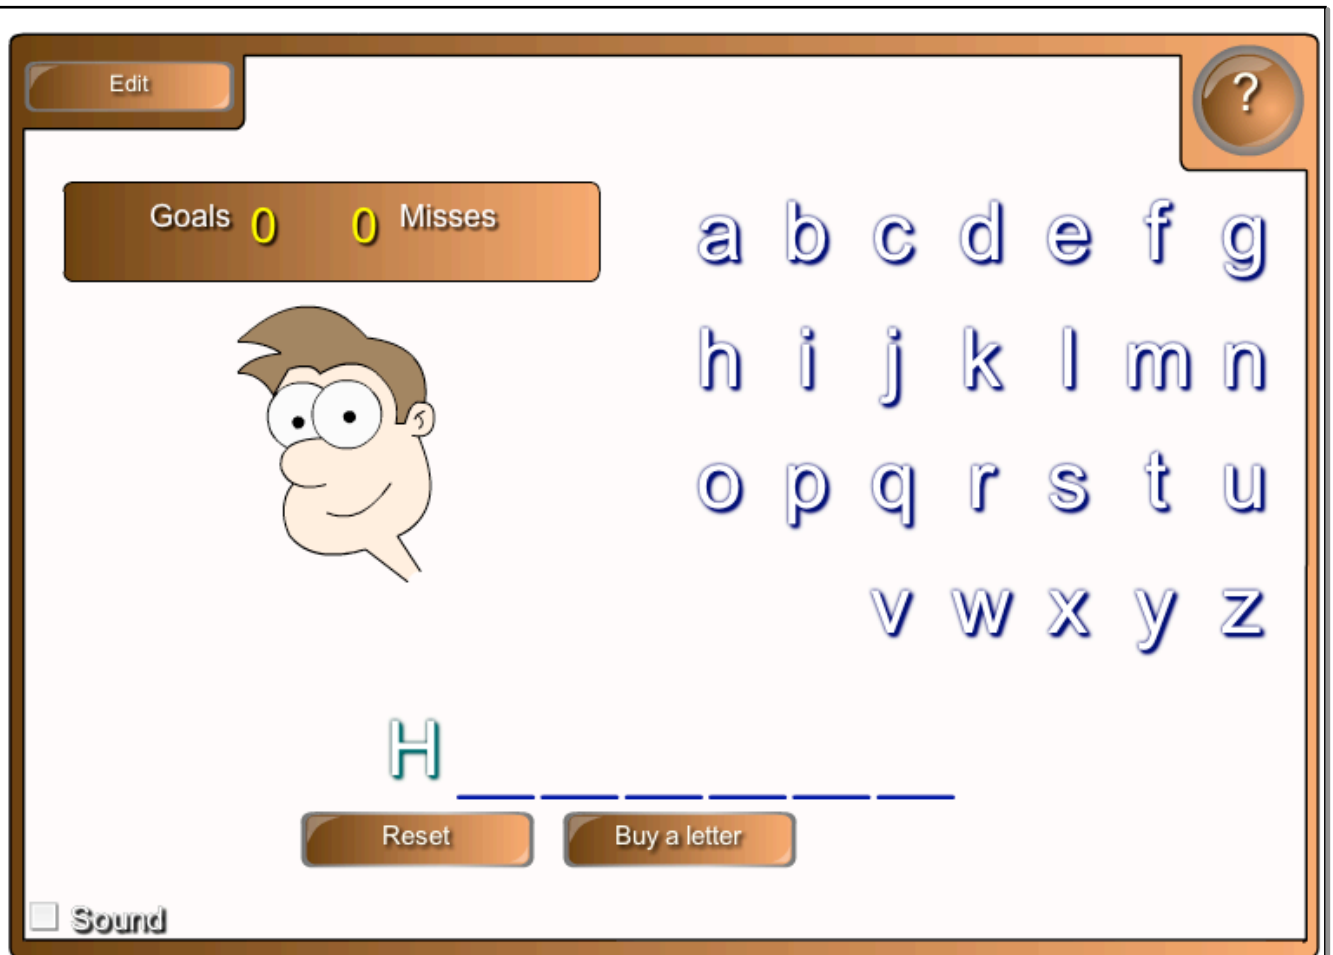 Edit
?
Goals 0 0 Misses
a b c d e f g
h i j k l m n
o p q r s t u
v w x y z
H _ _ _ _ _ _
Reset Buy a letter
Sound